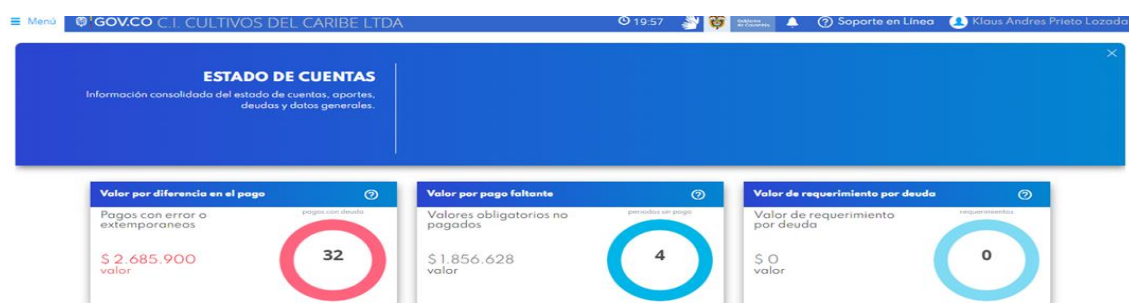 Menú GOV.CO C.I. CULTIVOS DEL CARIBE LTDA 19:57 Soporte en Línea Klaus Andres Prieto Lozada
ESTADO DE CUENTAS
Información consolidada del estado de cuentas, aportes,
deudas y datos generales.
Valor por diferencia en el pago
Pagos con error o
extemporaneos
pagos con deuda
32
$ 2.685.900
valor
Valor por pago faltante
Valores obligatorios no
pagados
periodos ser pago
4
$ 1.856.628
valor
Valor de requerimiento por deuda
Valor de requerimiento
por deuda
requerimientos
0
$ 0
valor